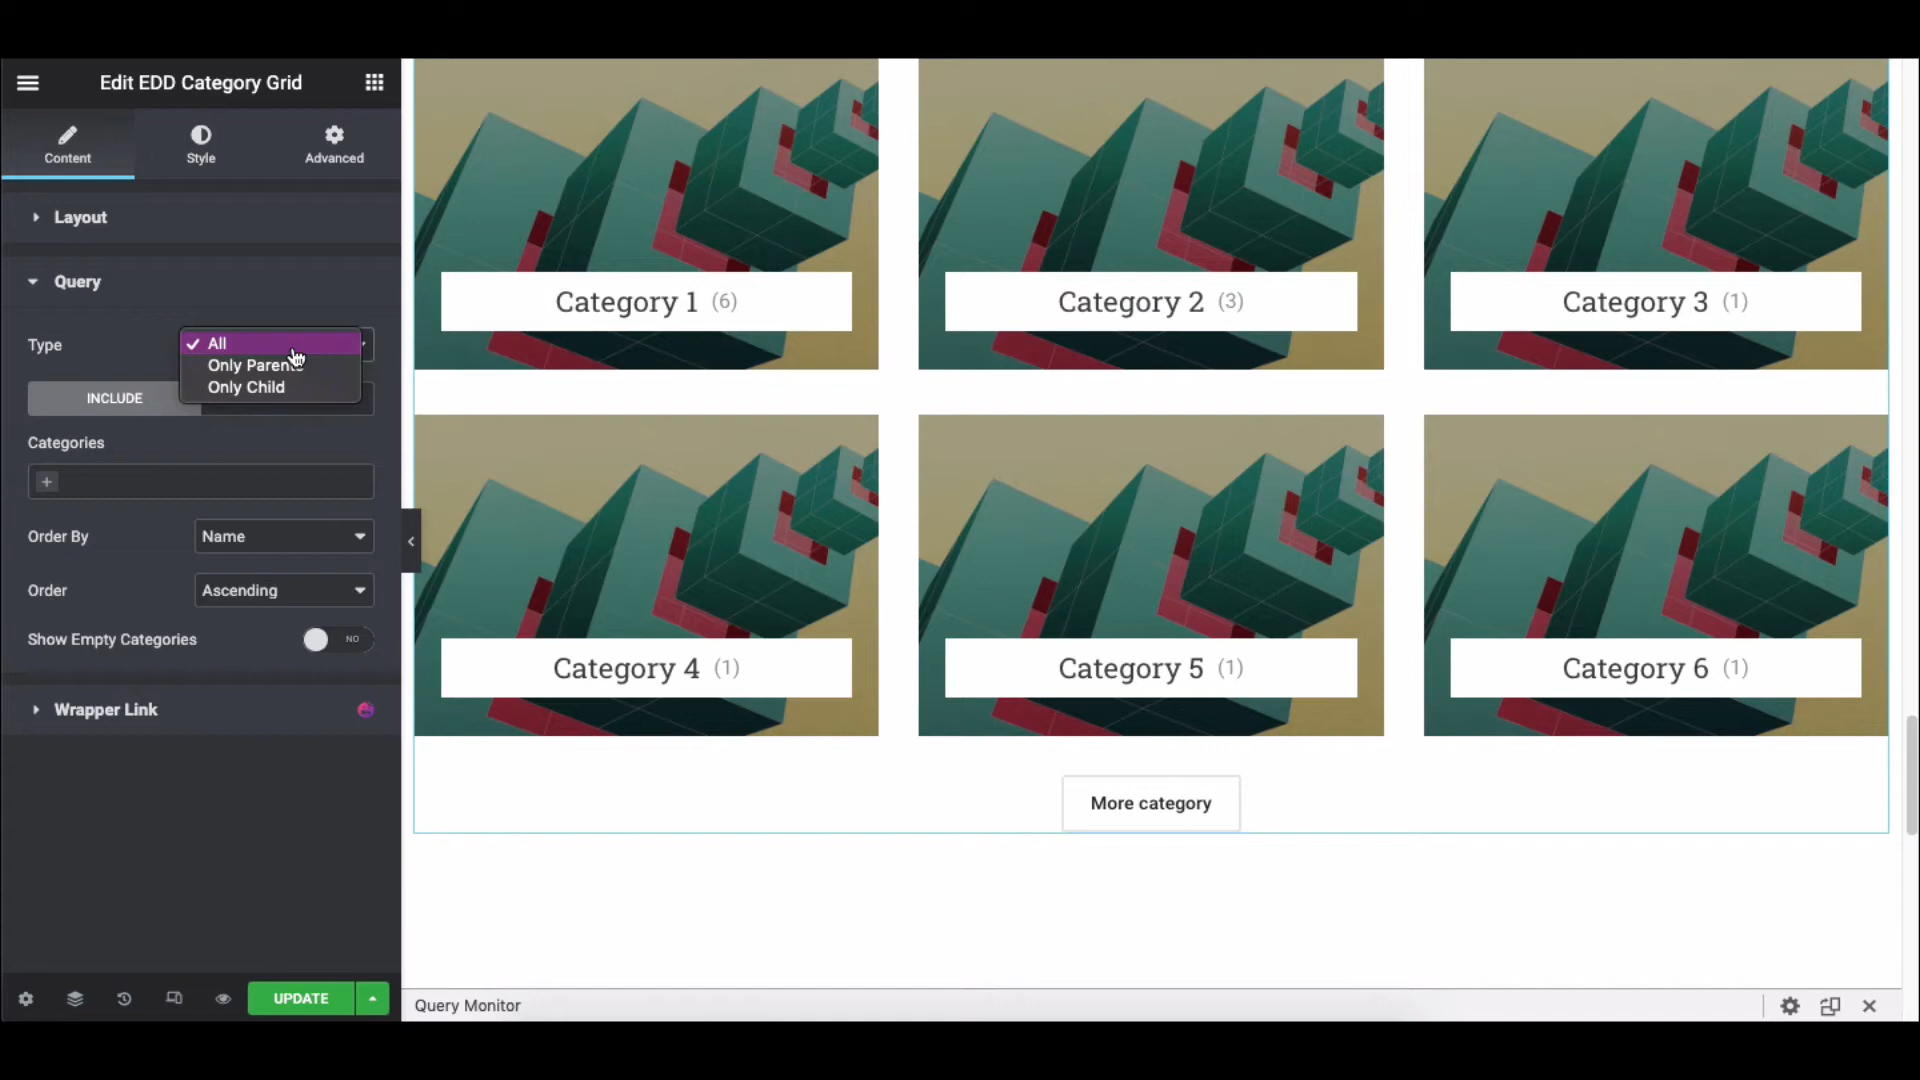 Edit EDD Category Grid
Content
Style
Advanced
Layout
Query
Type
All
Only Parents
Only Child
INCLUDE
Categories
Order By
Name
Order
Ascending
Show Empty Categories
NO
Wrapper Link
UPDATE
Category 1 (6)
Category 2 (3)
Category 3 (1)
Category 4 (1)
Category 5 (1)
Category 6 (1)
More category
Query Monitor